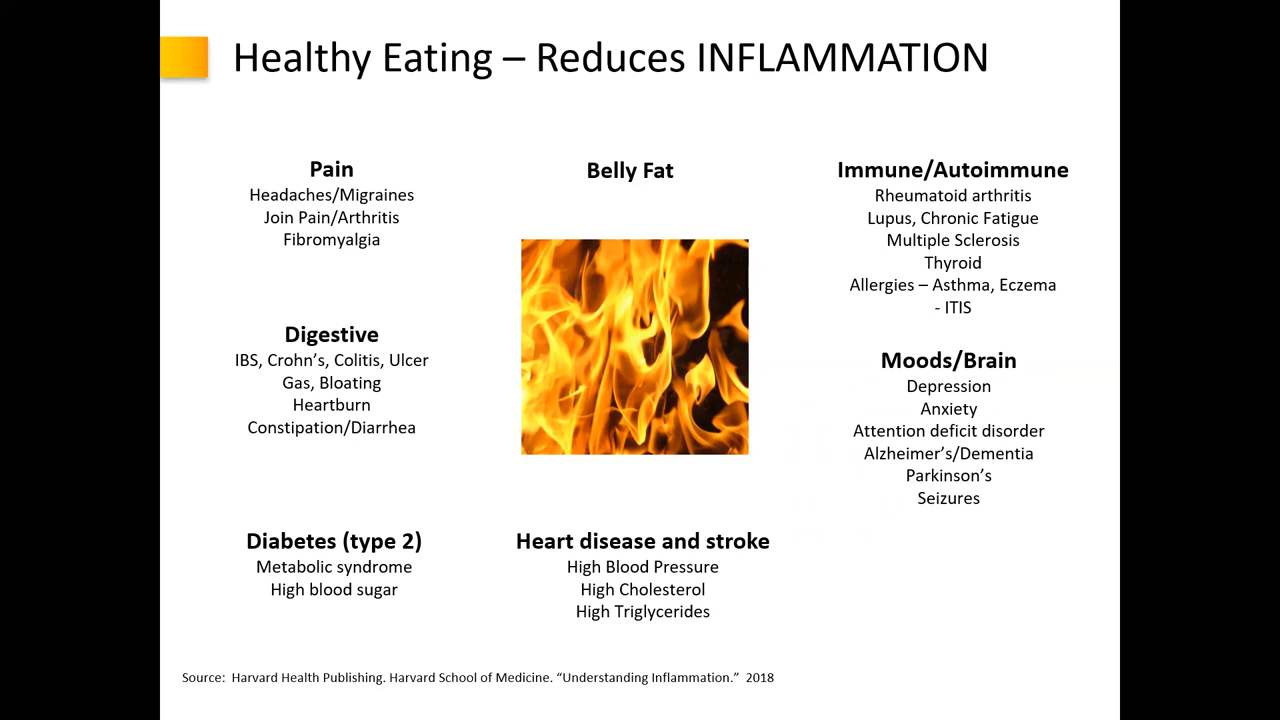 Healthy Eating – Reduces INFLAMMATION
Pain
Headaches/Migraines
Join Pain/Arthritis
Fibromyalgia
Belly Fat
Immune/Autoimmune
Rheumatoid arthritis
Lupus, Chronic Fatigue
Multiple Sclerosis
Thyroid
Allergies – Asthma, Eczema
- ITIS
Digestive
IBS, Crohn’s, Colitis, Ulcer
Gas, Bloating
Heartburn
Constipation/Diarrhea
Moods/Brain
Depression
Anxiety
Attention deficit disorder
Alzheimer’s/Dementia
Parkinson’s
Seizures
Diabetes (type 2)
Metabolic syndrome
High blood sugar
Heart disease and stroke
High Blood Pressure
High Cholesterol
High Triglycerides
Source:  Harvard Health Publishing. Harvard School of Medicine. “Understanding Inflammation.”  2018